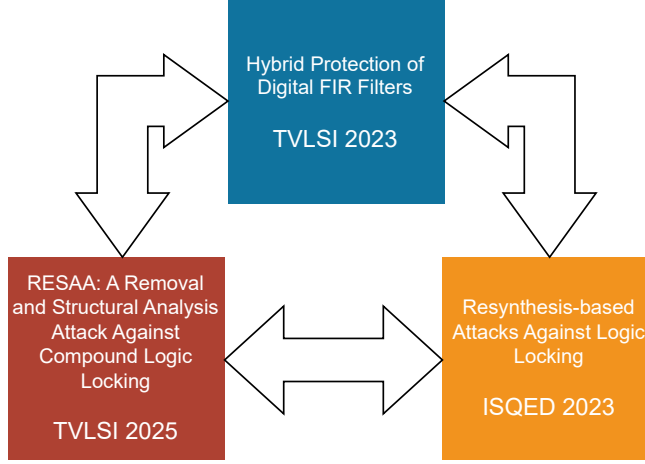 Hybrid Protection of
Digital FIR Filters
TVLSI 2023
RESAA: A Removal
and Structural Analysis
Attack Against
Compound Logic
Locking
TVLSI 2025
Resynthesis-based
Attacks Against Logic
Locking
ISQED 2023